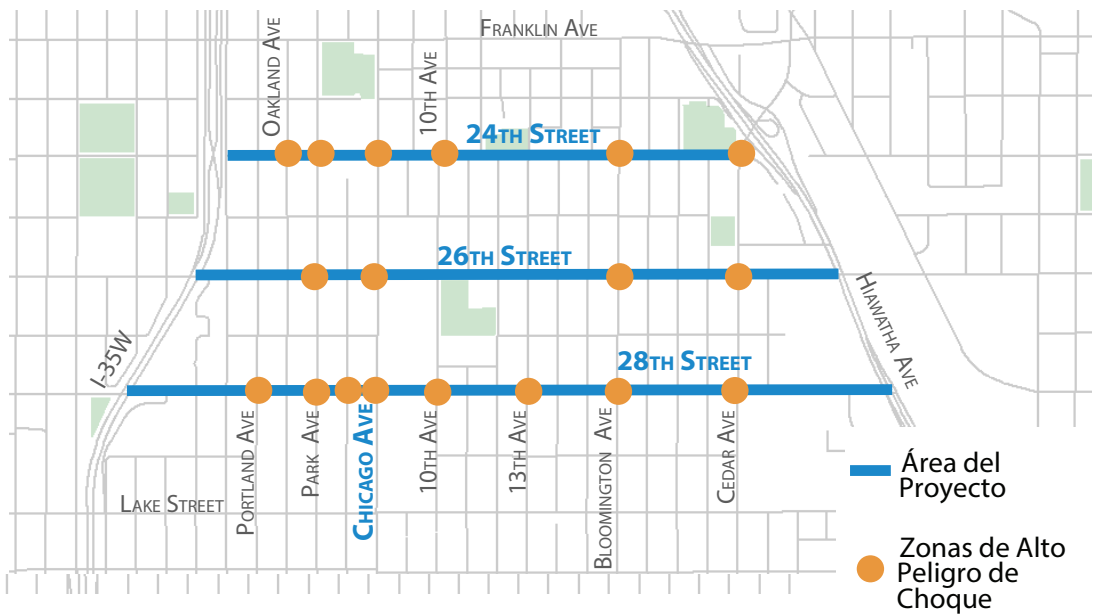 Franklin Ave
Oakland Ave
10th Ave
24th Street
26th Street
Hiawatha Ave
I-35W
28th Street
Portland Ave
Park Ave
Chicago Ave
10th Ave
13th Ave
Bloomington Ave
Cedar Ave
Lake Street
Área del
Proyecto
Zonas de Alto
Peligro de
Choque